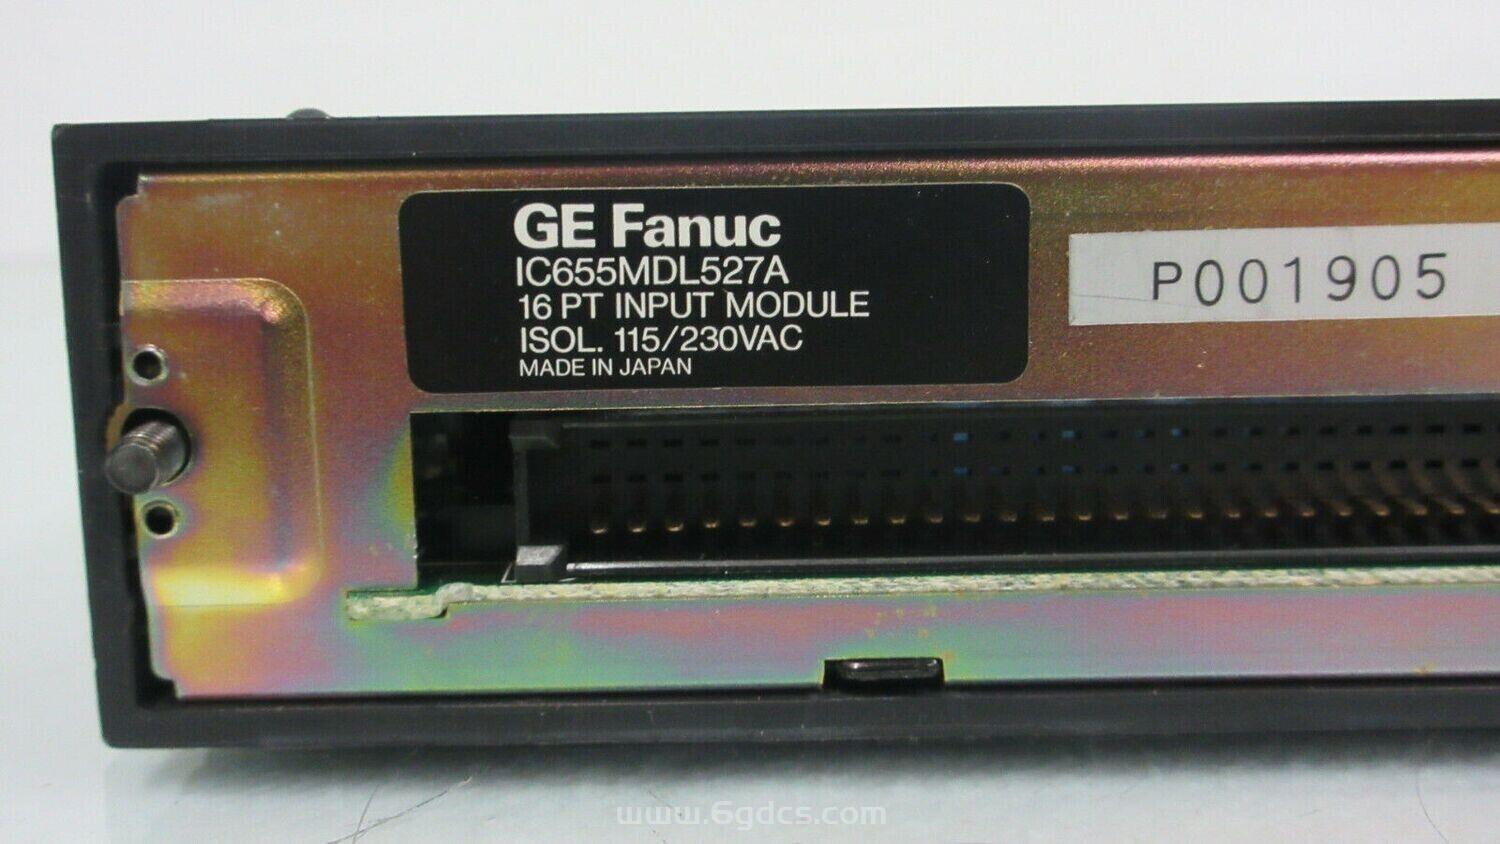 GE Fanuc
IC655MDL527A
16 PT INPUT MODULE
ISOL. 115/230VAC
MADE IN JAPAN
P001905
www.6gdcs.com